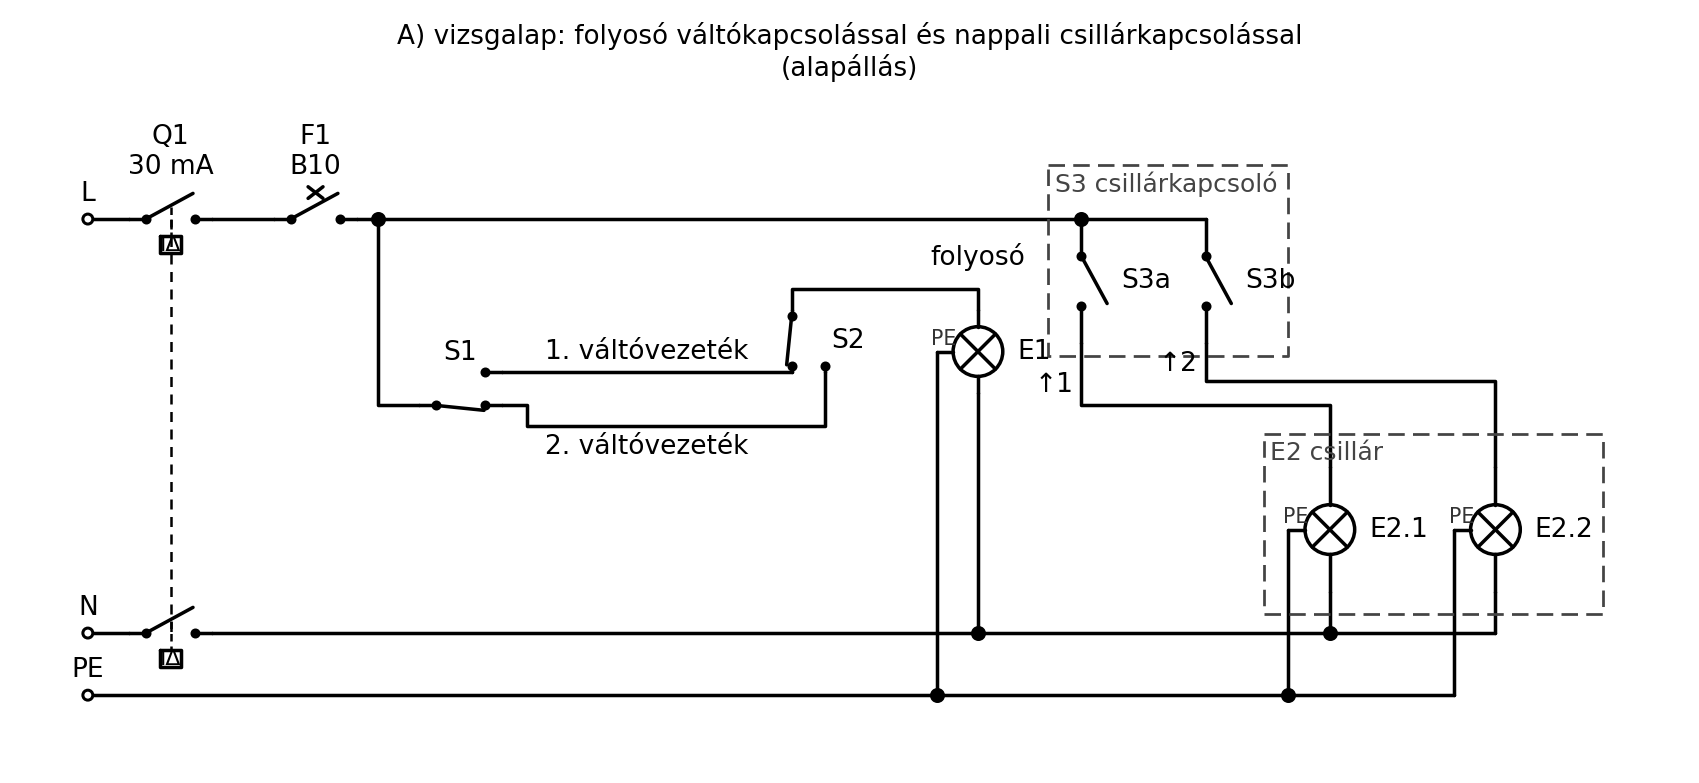 A) vizsgalap: folyosó váltókapcsolással és nappali csillárkapcsolással
(alapállás)
Q1
30 mA
F1
B10
L
S3 csillárkapcsoló
folyosó
S3a
S3b
S1
1. váltóvezeték
S2
PE
E1
↑1
↑2
2. váltóvezeték
E2 csillár
PE
E2.1
PE
E2.2
N
PE